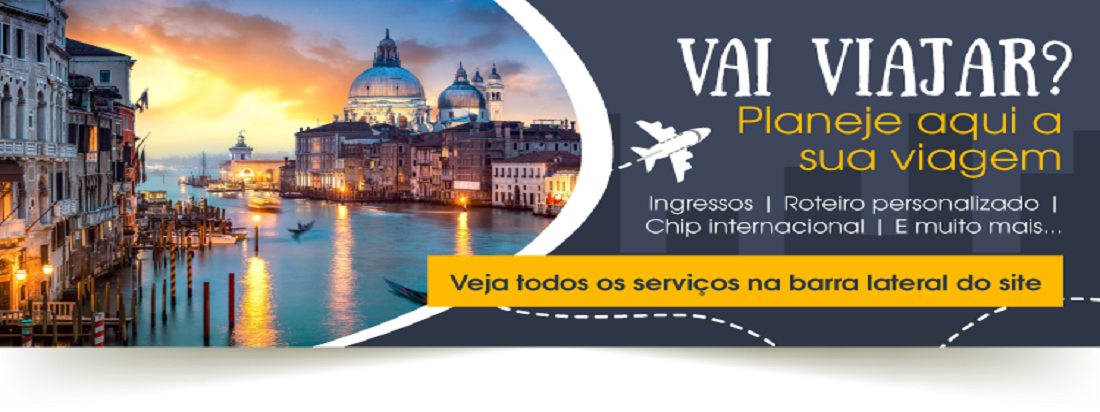 VAI VIAJAR?
Planeje aqui a
sua viagem
Ingressos | Roteiro personalizado |
Chip internacional | E muito mais...
Veja todos os serviços na barra lateral do site